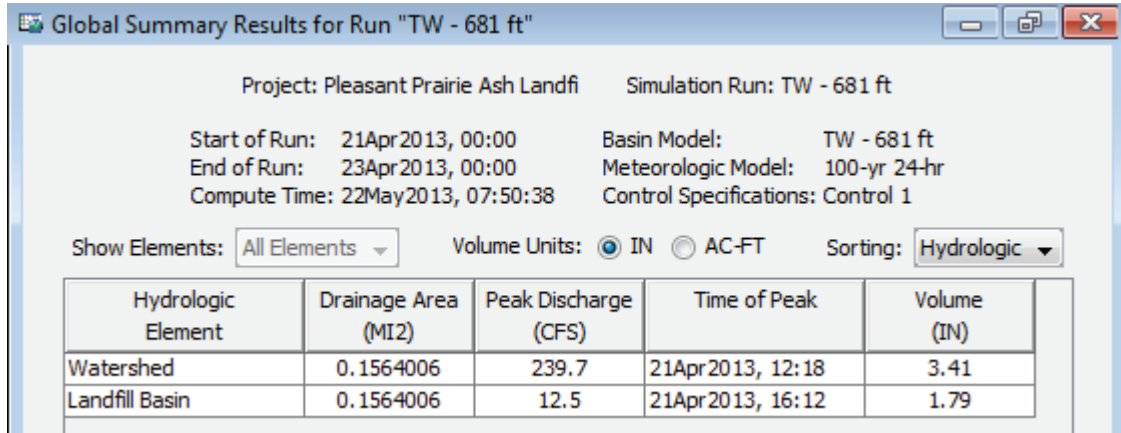 Global Summary Results for Run "TW - 681 ft"
Project: Pleasant Prairie Ash Landfi Simulation Run: TW - 681 ft
Start of Run: 21Apr2013, 00:00 Basin Model: TW - 681 ft
End of Run: 23Apr2013, 00:00 Meteorologic Model: 100-yr 24-hr
Compute Time: 22May2013, 07:50:38 Control Specifications: Control 1
Show Elements: All Elements Volume Units: IN AC-FT Sorting: Hydrologic
Hydrologic Drainage Area Peak Discharge Time of Peak Volume
Element (MI2) (CFS) (IN)
Watershed 0.1564006 239.7 21Apr2013, 12:18 3.41
Landfill Basin 0.1564006 12.5 21Apr2013, 16:12 1.79